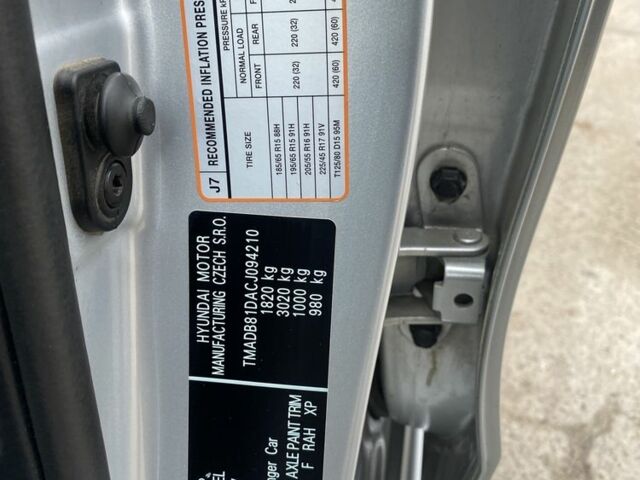 J7 RECOMMENDED INFLATION PRES
TIRE SIZE
PRESSURE
NORMAL LOAD
FRONT REAR
185/65 R15 88H
195/65 R15 91H
205/55 R16 91H
225/45 R17 91V
220 (32) 220 (32)
T125/80 D15 95M 420 (60) 420 (60)
HYUNDAI MOTOR
MANUFACTURING CZECH S.R.O.
TMADB81DACJ094210
1820 kg
3020 kg
1000 kg
980 kg
nger Car
AXLE PAINT TRIM
F RAH XP